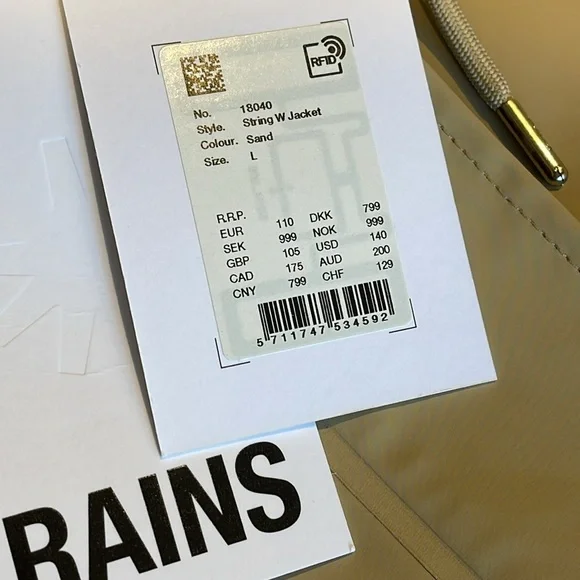 RFID
No. 18040
Style. String W Jacket
Colour. Sand
Size. L
R.R.P.
EUR 110 DKK 799
SEK 999 NOK 999
GBP 105 USD 140
CAD 175 AUD 200
CNY 799 CHF 129
5 711747 534592
RAINS